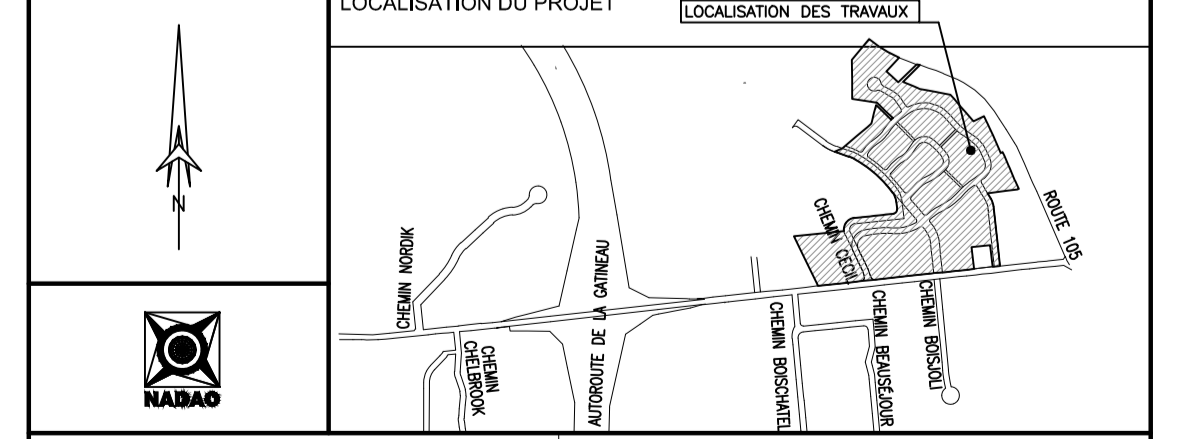 LOCALISATION DU PROJET
LOCALISATION DES TRAVAUX
N
NADAO
CHEMIN NORDIK
CHEMIN
CHELBROOK
AUTOROUTE DE LA GATINEAU
CHEMIN CECIL
ROUTE 105
CHEMIN BOISCHATEL
CHEMIN BEAUSÉJOUR
CHEMIN BOISJOLI